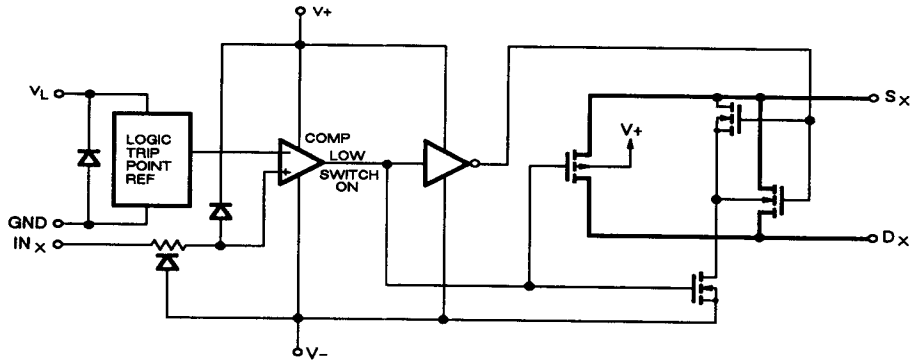 V+
VL
LOGIC
TRIP
POINT
REF
COMP
LOW
SWITCH
ON
V+
SX
GND
INX
DX
V-